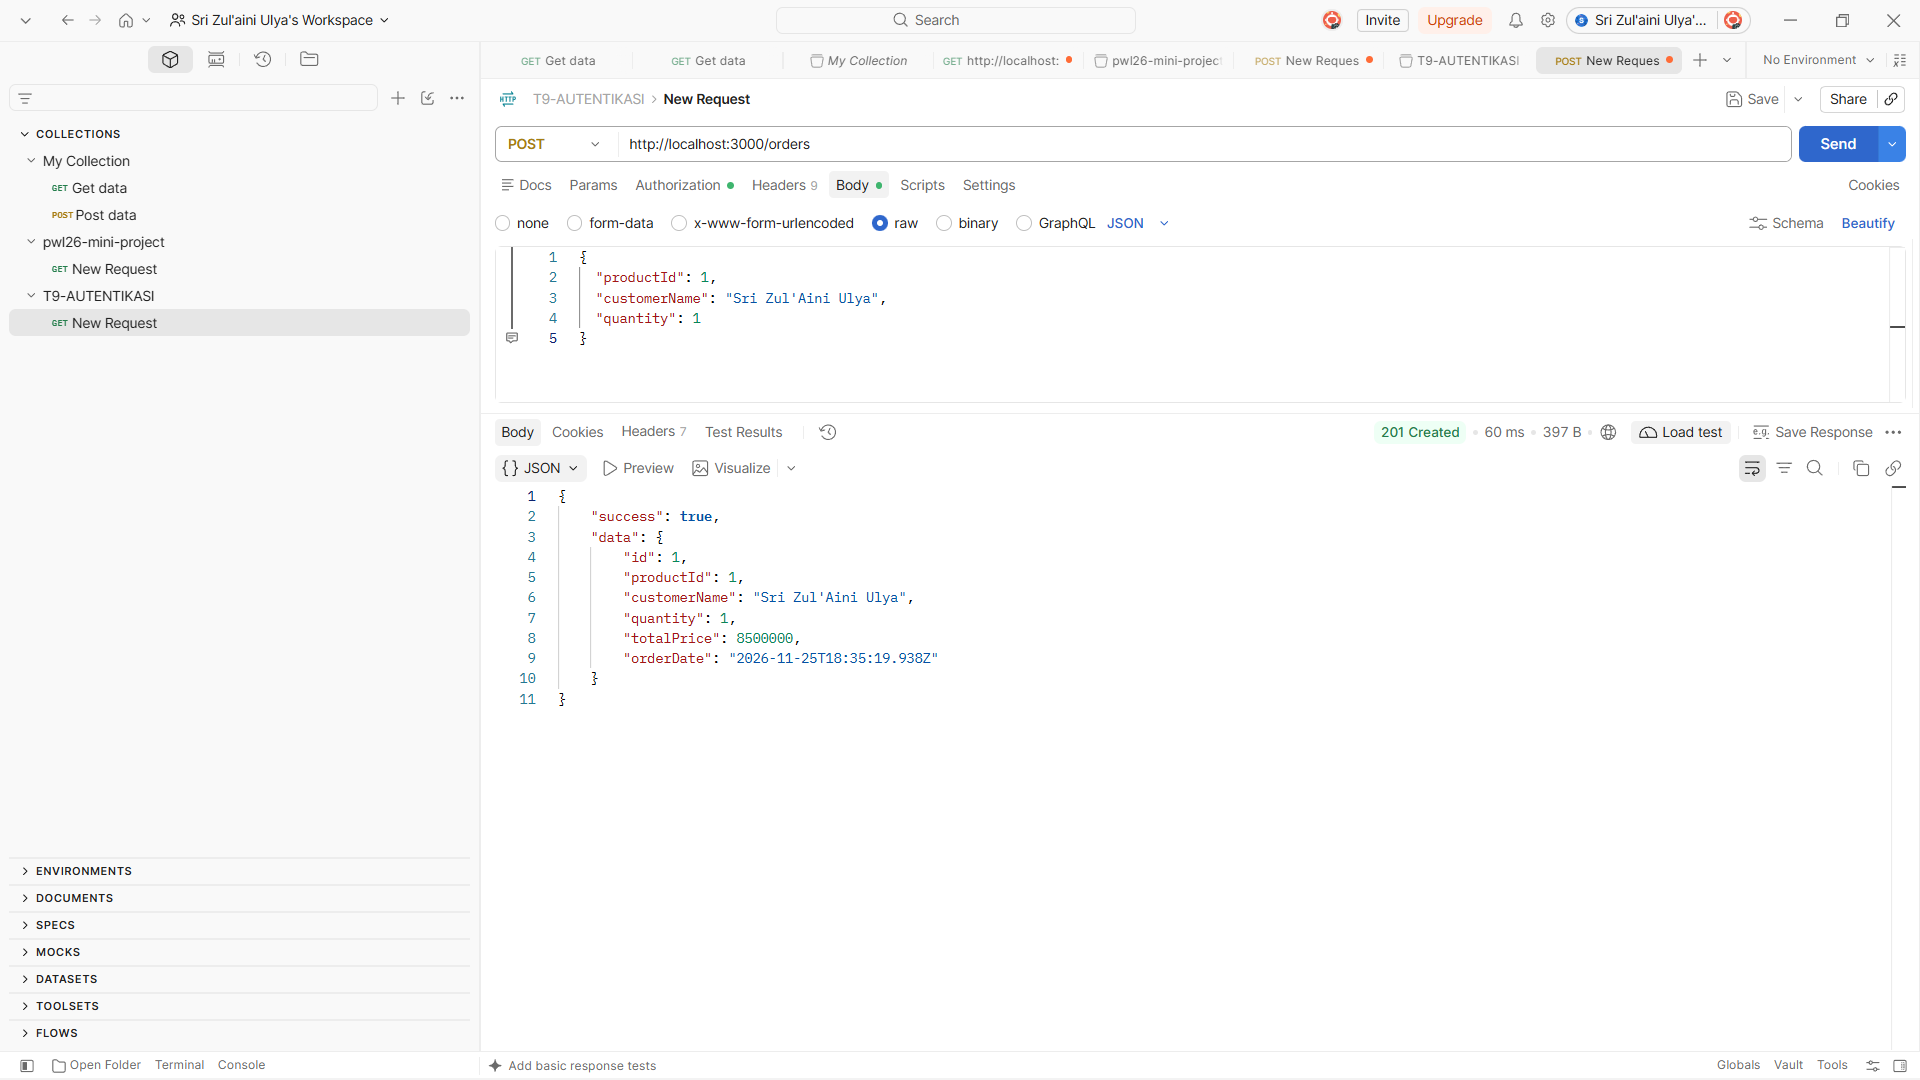 Sri Zul'aini Ulya's Workspace
Search
Invite
Upgrade
Sri Zul'aini Ulya'...
GET Get data
GET Get data
My Collection
GET http://localhost:
pwl26-mini-project
POST New Reques
T9-AUTENTIKASI
POST New Reques
No Environment
COLLECTIONS
My Collection
GET Get data
POST Post data
pwl26-mini-project
GET New Request
T9-AUTENTIKASI
GET New Request
HTTP T9-AUTENTIKASI > New Request
Save
Share
POST http://localhost:3000/orders
Send
Docs Params Authorization Headers 9 Body Scripts Settings
Cookies
none form-data x-www-form-urlencoded raw binary GraphQL JSON
Schema Beautify
1 {
2 "productId": 1,
3 "customerName": "Sri Zul'Aini Ulya",
4 "quantity": 1
5 }
Body Cookies Headers 7 Test Results
201 Created • 60 ms • 397 B
Load test
e.g. Save Response
{} JSON Preview Visualize
1 {
2 "success": true,
3 "data": {
4 "id": 1,
5 "productId": 1,
6 "customerName": "Sri Zul'Aini Ulya",
7 "quantity": 1,
8 "totalPrice": 8500000,
9 "orderDate": "2026-11-25T18:35:19.938Z"
10 }
11 }
ENVIRONMENTS
DOCUMENTS
SPECS
MOCKS
DATASETS
TOOLSETS
FLOWS
Open Folder Terminal Console
Add basic response tests
Globals Vault Tools